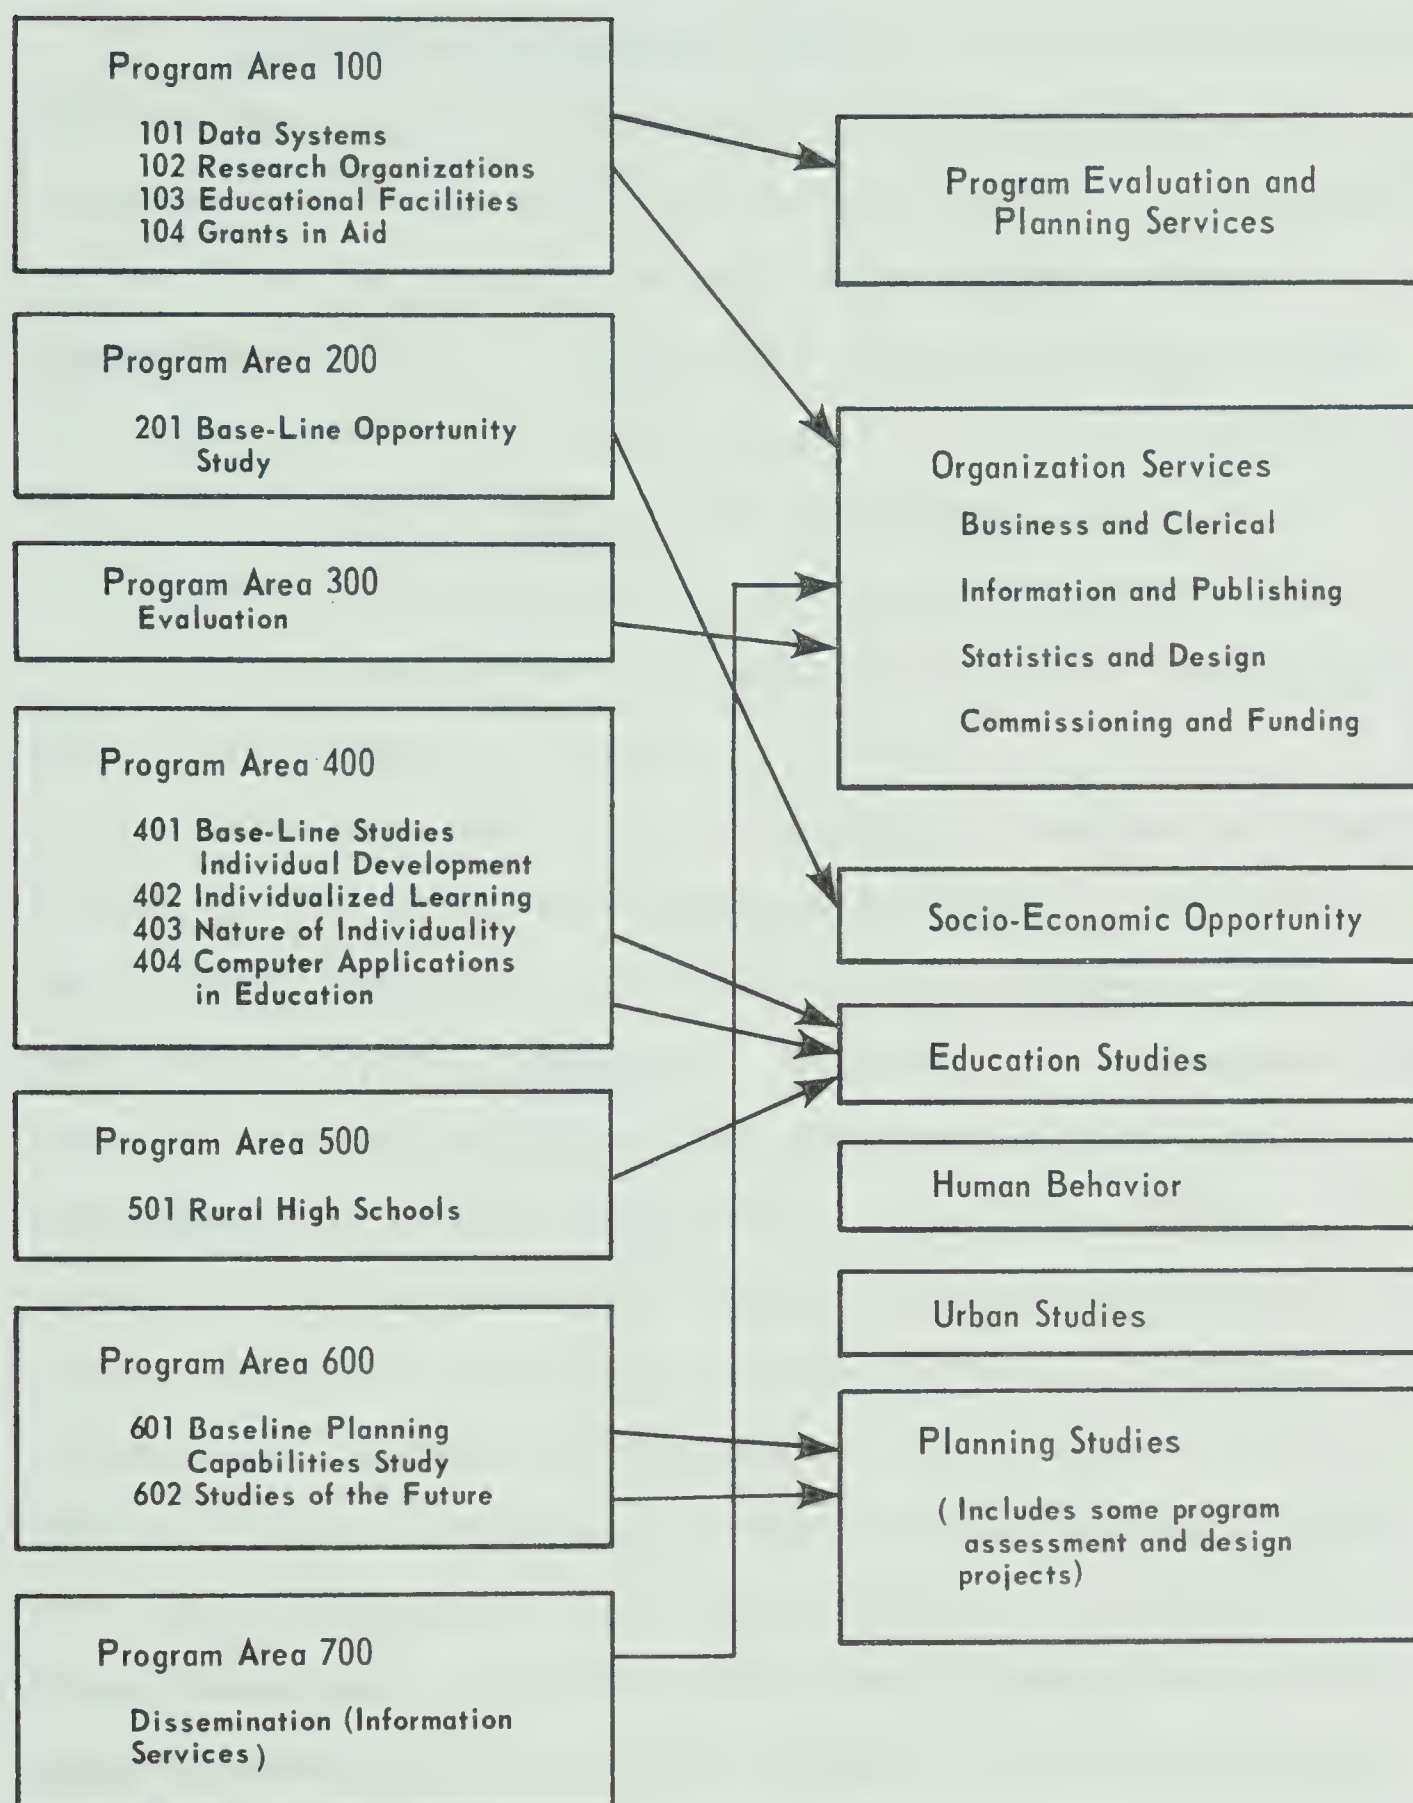 Program Area 100
101 Data Systems
102 Research Organizations
103 Educational Facilities
104 Grants in Aid
Program Area 200
201 Base-Line Opportunity
Study
Program Area 300
Evaluation
Program Area 400
401 Base-Line Studies
Individual Development
402 Individualized Learning
403 Nature of Individuality
404 Computer Applications
in Education
Program Area 500
501 Rural High Schools
Program Area 600
601 Baseline Planning
Capabilities Study
602 Studies of the Future
Program Area 700
Dissemination (Information
Services)
Program Evaluation and
Planning Services
Organization Services
Business and Clerical
Information and Publishing
Statistics and Design
Commissioning and Funding
Socio-Economic Opportunity
Education Studies
Human Behavior
Urban Studies
Planning Studies
(Includes some program
assessment and design
projects)